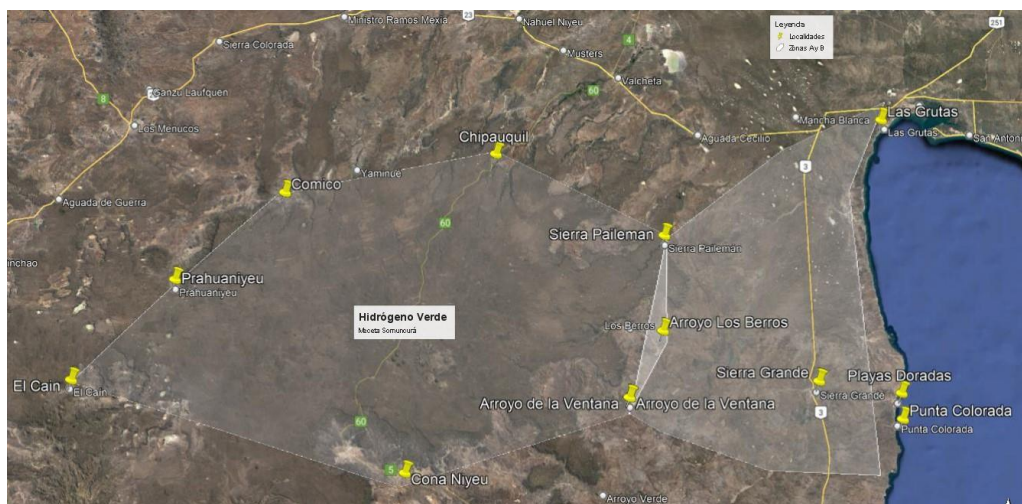 Ministro Ramos Mexia
23
Nahuel Niyeu
Leyenda
Localidades
Zonas A y B
251
Sierra Colorada
4
Musters
8
Ganzu Laufquen
60
Valcheta
Los Menucos
Aguada Cecilio
Mancha Blanca
Las Grutas
Las Grutas
San Antonio
Chipauquil
Yaminue
3
Comico
Aguada de Guerra
60
Sierra Paileman
Sierra Paileman
inchao
Prahuaniyeu
Prahuaniyeu
Hidrógeno Verde
Meseta Somuncurá
Los Berros
Arroyo Los Berros
El Cain
El Cain
Sierra Grande
Sierra Grande
Playas Doradas
Arroyo de la Ventana
Arroyo de la Ventana
3
Punta Colorada
Punta Colorada
60
5
Cona Niyeu
Arroyo Verde